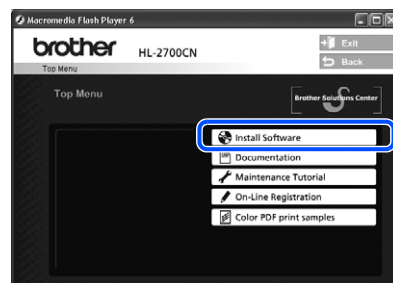 Macromedia Flash Player 6
brother HL-2700CN
Exit
Back
Top Menu
Top Menu
Brother Solutions Center
Install Software
Documentation
Maintenance Tutorial
On-Line Registration
Color PDF print samples